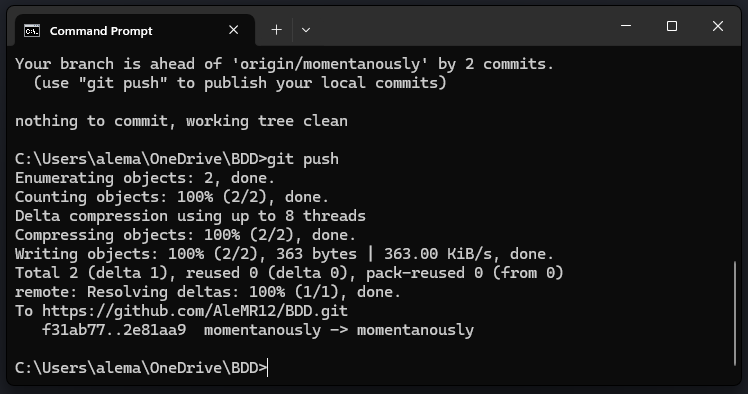 Command Prompt
Your branch is ahead of 'origin/momentanously' by 2 commits.
  (use "git push" to publish your local commits)
nothing to commit, working tree clean
C:\Users\alema\OneDrive\BDD>git push
Enumerating objects: 2, done.
Counting objects: 100% (2/2), done.
Delta compression using up to 8 threads
Compressing objects: 100% (2/2), done.
Writing objects: 100% (2/2), 363 bytes | 363.00 KiB/s, done.
Total 2 (delta 1), reused 0 (delta 0), pack-reused 0 (from 0)
remote: Resolving deltas: 100% (1/1), done.
To https://github.com/AleMR12/BDD.git
   f31ab77..2e81aa9  momentanously -> momentanously
C:\Users\alema\OneDrive\BDD>